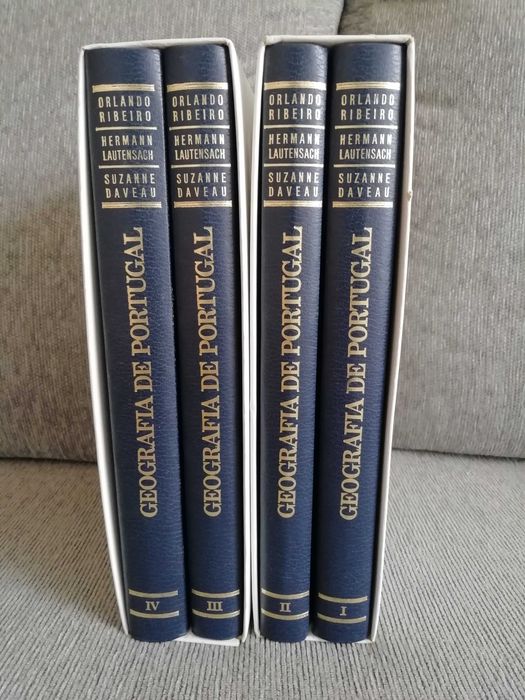 ORLANDO
RIBEIRO
HERMANN
LAUTENSACH
SUZANNE
DAVEAU
GEOGRAFIA DE PORTUGAL
IV
ORLANDO
RIBEIRO
HERMANN
LAUTENSACH
SUZANNE
DAVEAU
GEOGRAFIA DE PORTUGAL
III
ORLANDO
RIBEIRO
HERMANN
LAUTENSACH
SUZANNE
DAVEAU
GEOGRAFIA DE PORTUGAL
II
ORLANDO
RIBEIRO
HERMANN
LAUTENSACH
SUZANNE
DAVEAU
GEOGRAFIA DE PORTUGAL
I